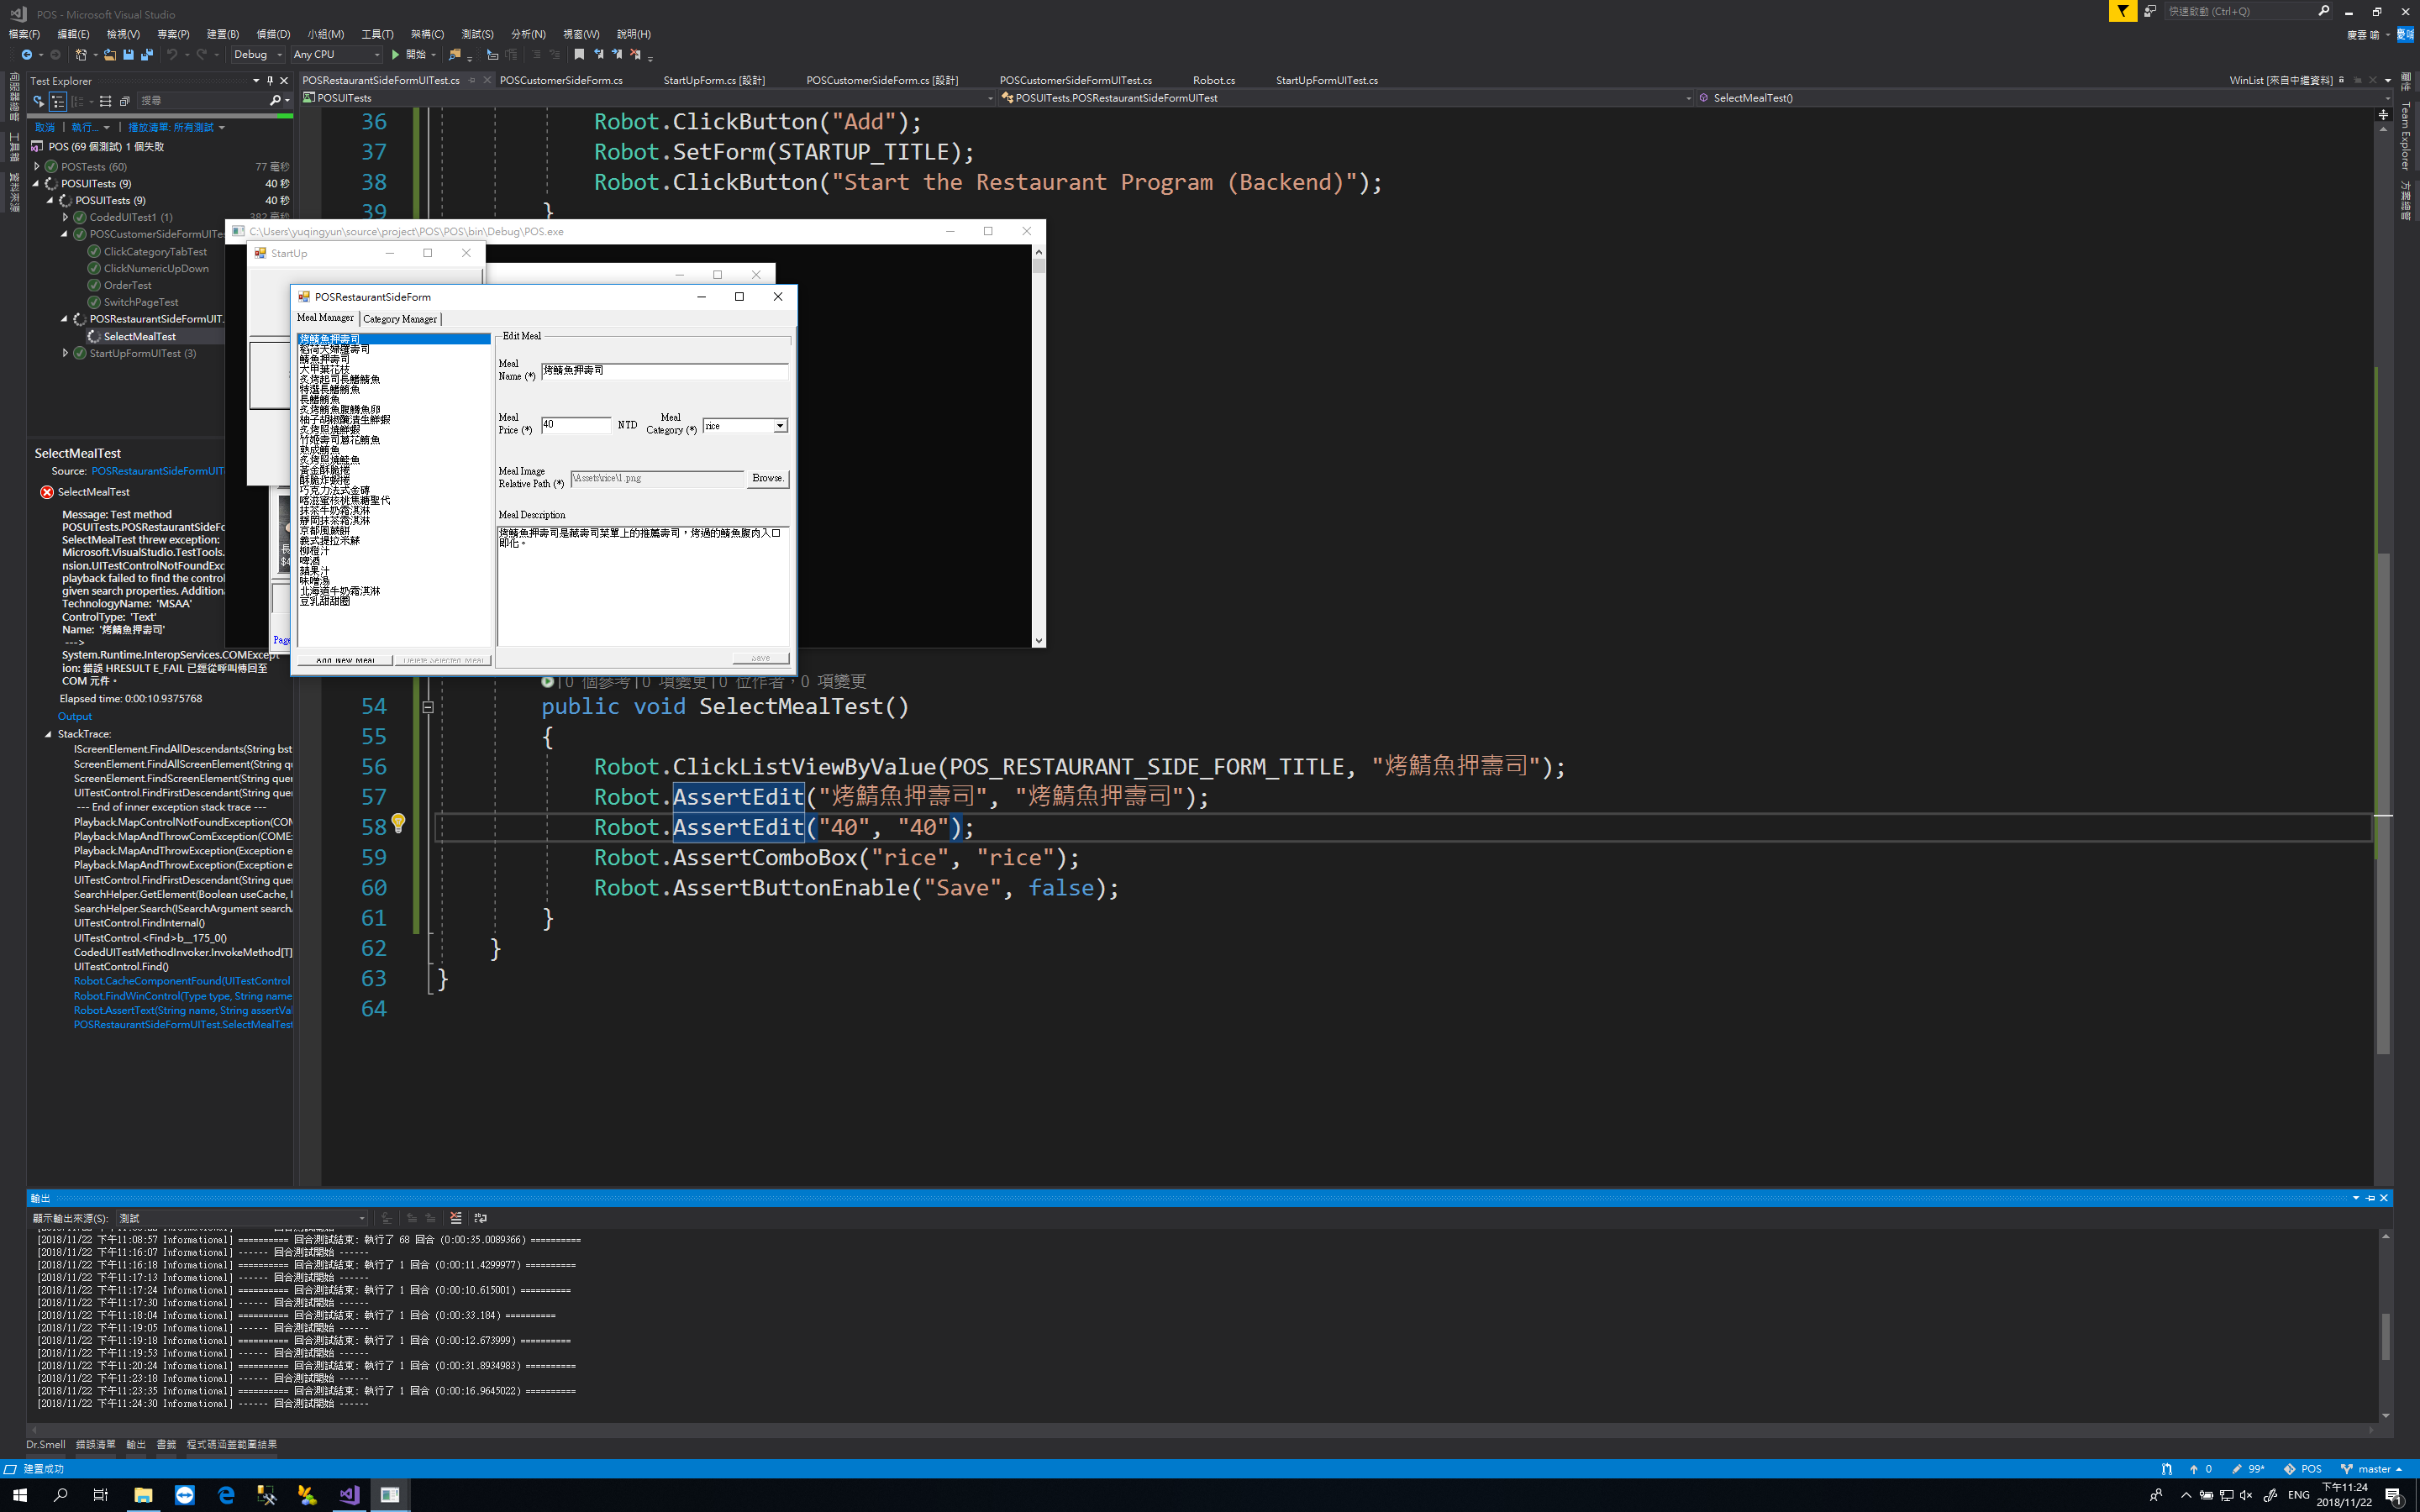 POS - Microsoft Visual Studio
快速啟動 (Ctrl+Q)
檔案(F) 編輯(E) 檢視(V) 專案(P) 建置(B) 偵錯(D) 小組(M) 工具(T) 架構(C) 測試(S) 分析(N) 視窗(W) 說明(H)
慶雲 喻
Debug Any CPU 開始
Test Explorer
POSRestaurantSideFormUITest.cs POSCustomerSideForm.cs StartUpForm.cs [設計] POSCustomerSideForm.cs [設計] POSCustomerSideFormUITest.cs Robot.cs StartUpFormUITest.cs WinList [來自中繼資料]
POSUITests POSUITests.POSRestaurantSideFormUITest SelectMealTest()
搜尋
取消 | 執行... | 播放清單: 所有測試
POS (69 個測試) 1 個失敗
POSTests (60) 77 毫秒
POSUITests (9) 40 秒
POSUITests (9) 40 秒
CodedUITest1 (1) 382 毫秒
POSCustomerSideFormUITe
ClickCategoryTabTest
ClickNumericUpDown
OrderTest
SwitchPageTest
POSRestaurantSideFormUIT
SelectMealTest
StartUpFormUITest (3)
Team Explorer
36 Robot.ClickButton("Add");
37 Robot.SetForm(STARTUP_TITLE);
38 Robot.ClickButton("Start the Restaurant Program (Backend)");
39 }
C:\Users\yuqingyun\source\project\POS\POS\bin\Debug\POS.exe
StartUp
POSRestaurantSideForm
Meal Manager Category Manager
烤鯖魚押壽司
稻荷天婦羅壽司
鯖魚押壽司
大甲葉花枝
炙烤起司長鰭鮪魚
特選長鰭鮪魚
長鰭鮪魚
炙烤鮪魚腹鱗魚卵
柚子胡椒醃漬生鮮蝦
炙烤照燒鮮蝦
竹姬壽司蔥花鮪魚
熟成鮪魚
炙烤照燒鮭魚
黃金酥脆捲
酥脆炸蝦捲
巧克力法式金磚
喀滋蜜核桃焦糖聖代
抹茶牛奶霜淇淋
靜岡抹茶霜淇淋
京都風蕨餅
義式提拉米蘇
柳橙汁
啤酒
蘋果汁
味噌湯
北海道牛奶霜淇淋
豆乳甜甜圈
Add New Meal Delete Selected Meal
Edit Meal
Meal Name (*) 烤鯖魚押壽司
Meal Price (*) 40 NTD Meal Category (*) rice
Meal Image Relative Path (*) \Assets\rice\1.png Browse.
Meal Description
烤鯖魚押壽司是藏壽司菜單上的推薦壽司，烤過的鯖魚腹肉入口
即化。
Save
長
$4
Page
SelectMealTest
Source: POSRestaurantSideFormUIT
SelectMealTest
Message: Test method
POSUITests.POSRestaurantSideFo
SelectMealTest threw exception:
Microsoft.VisualStudio.TestTools.
nsion.UITestControlNotFoundExc
playback failed to find the control
given search properties. Additiona
TechnologyName: 'MSAA'
ControlType: 'Text'
Name: '烤鯖魚押壽司'
--->
System.Runtime.InteropServices.COMExcept
ion: 錯誤 HRESULT E_FAIL 已經從呼叫傳回至
COM 元件。
Elapsed time: 0:00:10.9375768
Output
StackTrace:
IScreenElement.FindAllDescendants(String bst
ScreenElement.FindAllScreenElement(String qu
ScreenElement.FindScreenElement(String quer
UITestControl.FindFirstDescendant(String quer
--- End of inner exception stack trace ---
Playback.MapControlNotFoundException(COM
Playback.MapAndThrowComException(COME
Playback.MapAndThrowException(Exception e
Playback.MapAndThrowException(Exception e
UITestControl.FindFirstDescendant(String quer
SearchHelper.GetElement(Boolean useCache, I
SearchHelper.Search(ISearchArgument search
UITestControl.FindInternal()
UITestControl.<Find>b__175_0()
CodedUITestMethodInvoker.InvokeMethod[T]
UITestControl.Find()
Robot.CacheComponentFound(UITestControl
Robot.FindWinControl(Type type, String name
Robot.AssertText(String name, String assertVal
POSRestaurantSideFormUITest.SelectMealTest
|0 個參考|0 項變更|0 位作者，0 項變更
54 public void SelectMealTest()
55 {
56 Robot.ClickListViewByValue(POS_RESTAURANT_SIDE_FORM_TITLE, "烤鯖魚押壽司");
57 Robot.AssertEdit("烤鯖魚押壽司", "烤鯖魚押壽司");
58 Robot.AssertEdit("40", "40");
59 Robot.AssertComboBox("rice", "rice");
60 Robot.AssertButtonEnable("Save", false);
61 }
62 }
63 }
64
輸出
顯示輸出來源(S): 測試
[2018/11/22 下午11:08:57 Informational] ========== 回合測試結束: 執行了 68 回合 (0:00:35.0089366) ==========
[2018/11/22 下午11:16:07 Informational] ------ 回合測試開始 ------
[2018/11/22 下午11:16:18 Informational] ========== 回合測試結束: 執行了 1 回合 (0:00:11.4299977) ==========
[2018/11/22 下午11:17:13 Informational] ------ 回合測試開始 ------
[2018/11/22 下午11:17:24 Informational] ========== 回合測試結束: 執行了 1 回合 (0:00:10.615001) ==========
[2018/11/22 下午11:17:30 Informational] ------ 回合測試開始 ------
[2018/11/22 下午11:18:04 Informational] ========== 回合測試結束: 執行了 1 回合 (0:00:33.184) ==========
[2018/11/22 下午11:19:05 Informational] ------ 回合測試開始 ------
[2018/11/22 下午11:19:18 Informational] ========== 回合測試結束: 執行了 1 回合 (0:00:12.673999) ==========
[2018/11/22 下午11:19:53 Informational] ------ 回合測試開始 ------
[2018/11/22 下午11:20:24 Informational] ========== 回合測試結束: 執行了 1 回合 (0:00:31.8934983) ==========
[2018/11/22 下午11:23:18 Informational] ------ 回合測試開始 ------
[2018/11/22 下午11:23:35 Informational] ========== 回合測試結束: 執行了 1 回合 (0:00:16.9645022) ==========
[2018/11/22 下午11:24:30 Informational] ------ 回合測試開始 ------
Dr.Smell 錯誤清單 輸出 書籤 程式碼涵蓋範圍結果
建置成功
0 99* POS master
ENG 下午11:24
2018/11/22